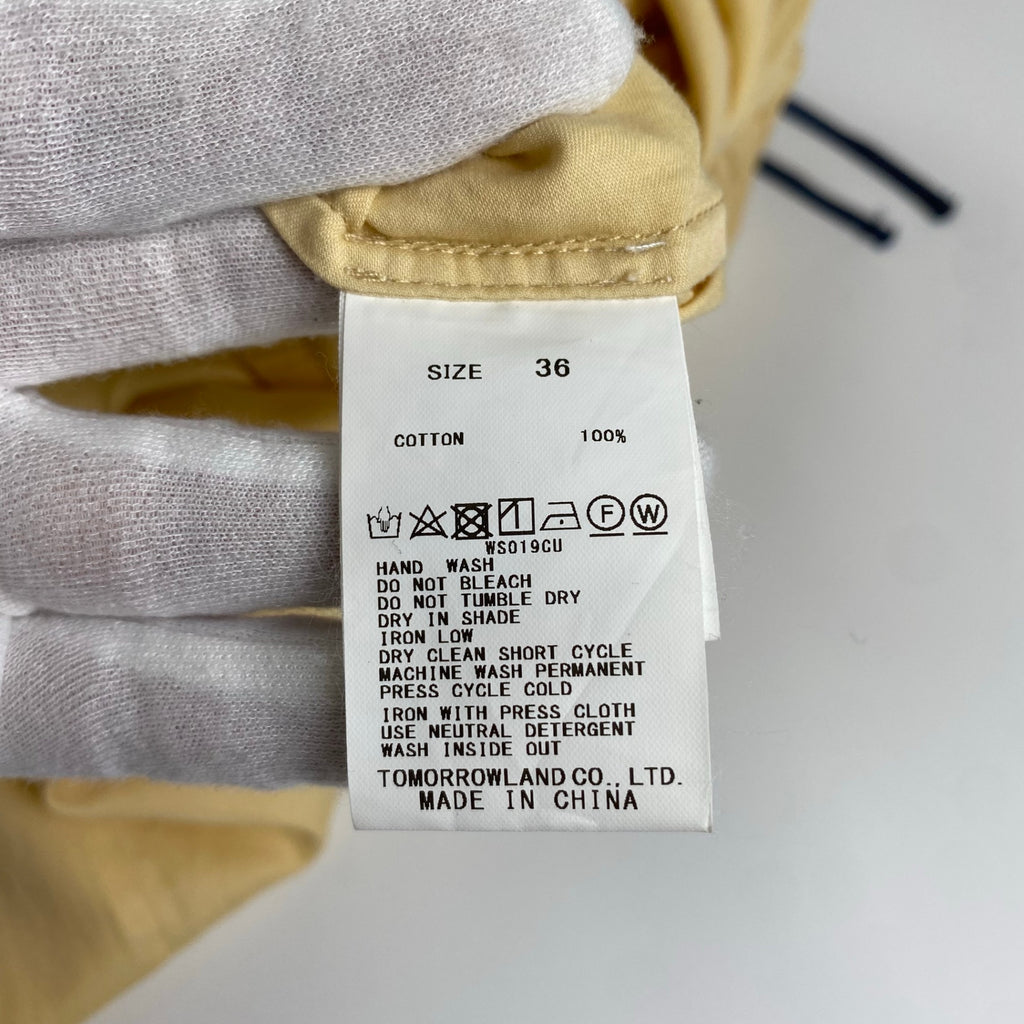 SIZE 36
COTTON 100%
F W
WS019CU
HAND WASH
DO NOT BLEACH
DO NOT TUMBLE DRY
DRY IN SHADE
IRON LOW
DRY CLEAN SHORT CYCLE
MACHINE WASH PERMANENT
PRESS CYCLE COLD
IRON WITH PRESS CLOTH
USE NEUTRAL DETERGENT
WASH INSIDE OUT
TOMORROWLAND CO., LTD.
MADE IN CHINA